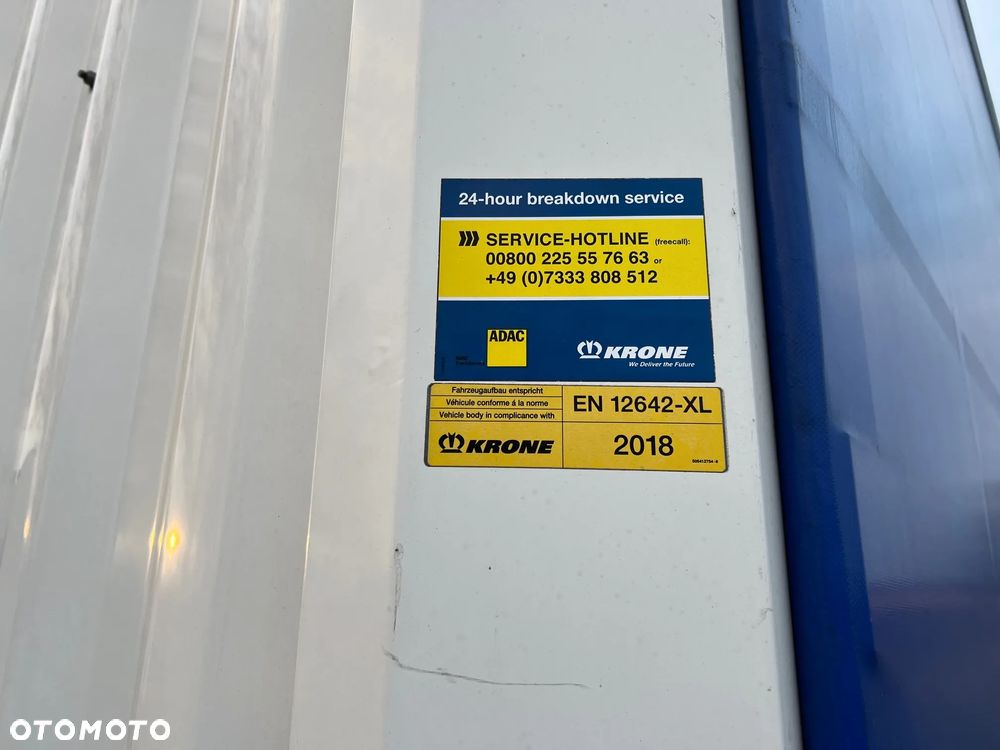 24-hour breakdown service
SERVICE-HOTLINE (freecall):
00800 225 55 76 63 or
+49 (0)7333 808 512
ADAC
KRONE
We Deliver the Future
Fahrzeugaufbau entspricht
Véhicule conforme á la norme
Vehicle body in compliance with
EN 12642-XL
KRONE
2018
OTOMOTO